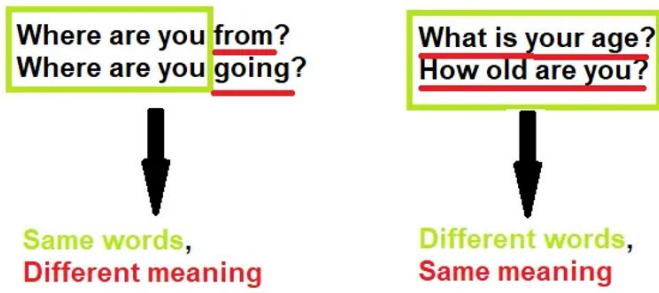 Where are you from?
Where are you going?
Same words,
Different meaning
What is your age?
How old are you?
Different words,
Same meaning